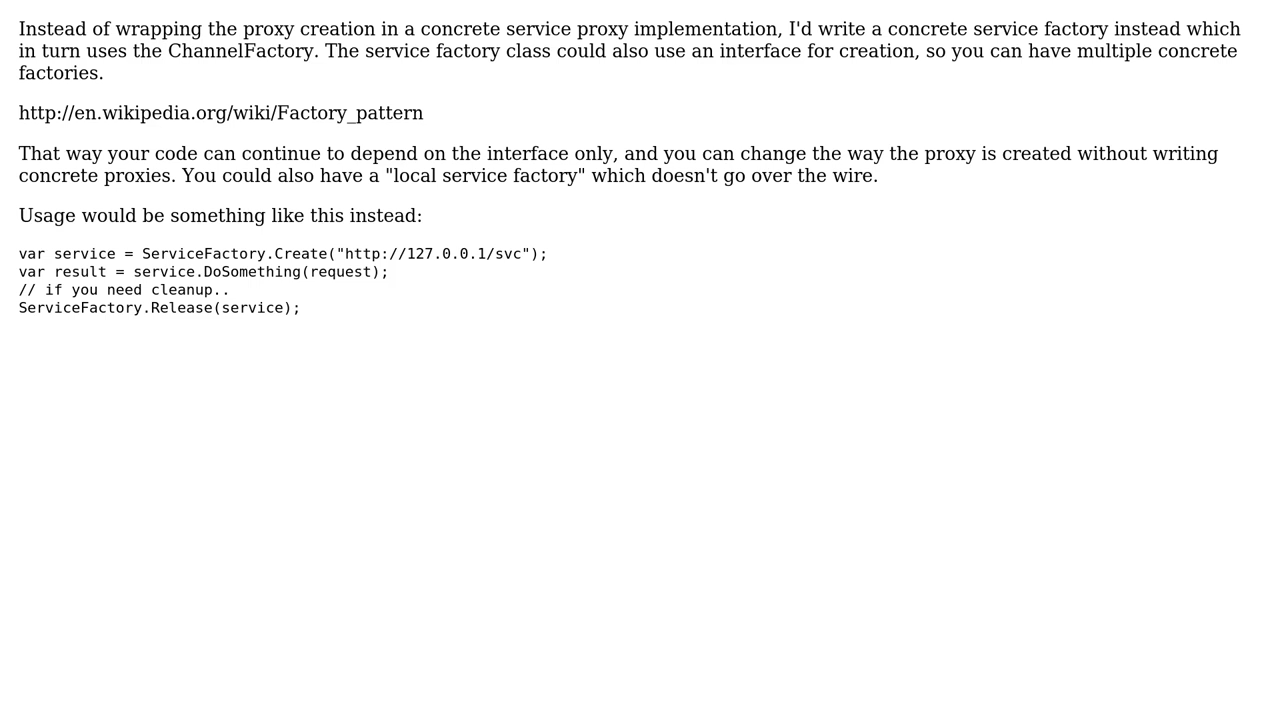 Instead of wrapping the proxy creation in a concrete service proxy implementation, I'd write a concrete service factory instead which
in turn uses the ChannelFactory. The service factory class could also use an interface for creation, so you can have multiple concrete
factories.
http://en.wikipedia.org/wiki/Factory_pattern
That way your code can continue to depend on the interface only, and you can change the way the proxy is created without writing
concrete proxies. You could also have a "local service factory" which doesn't go over the wire.
Usage would be something like this instead:
var service = ServiceFactory.Create("http://127.0.0.1/svc");
var result = service.DoSomething(request);
// if you need cleanup..
ServiceFactory.Release(service);